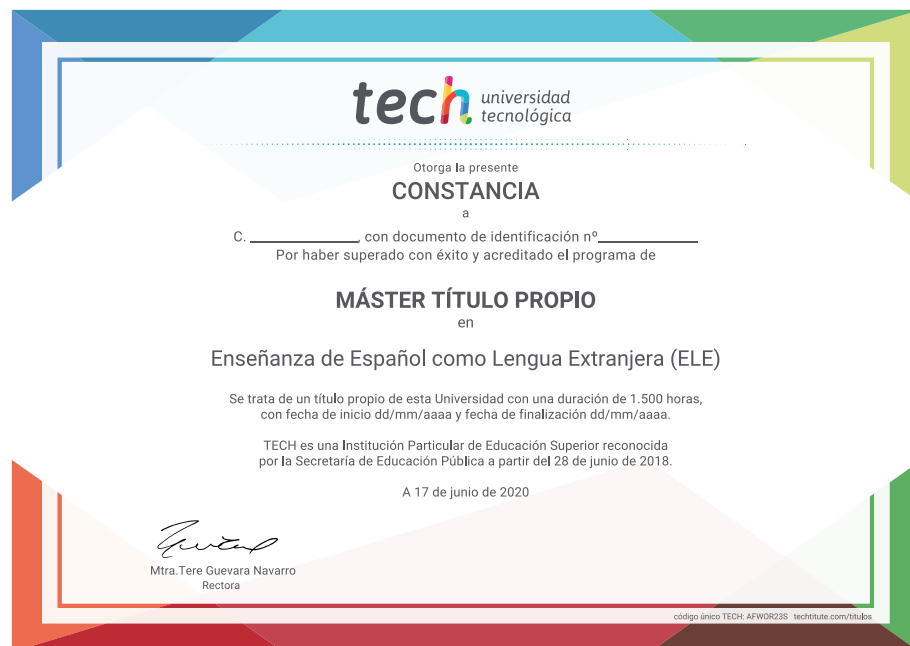 tech universidad
tecnológica
Otorga la presente
CONSTANCIA
a
C. ____________, con documento de identificación nº____________
Por haber superado con éxito y acreditado el programa de
MÁSTER TÍTULO PROPIO
en
Enseñanza de Español como Lengua Extranjera (ELE)
Se trata de un título propio de esta Universidad con una duración de 1.500 horas,
con fecha de inicio dd/mm/aaaa y fecha de finalización dd/mm/aaaa.
TECH es una Institución Particular de Educación Superior reconocida
por la Secretaría de Educación Pública a partir del 28 de junio de 2018.
A 17 de junio de 2020
Mtra.Tere Guevara Navarro
Rectora
código único TECH: AFWOR23S techtitute.com/titulos